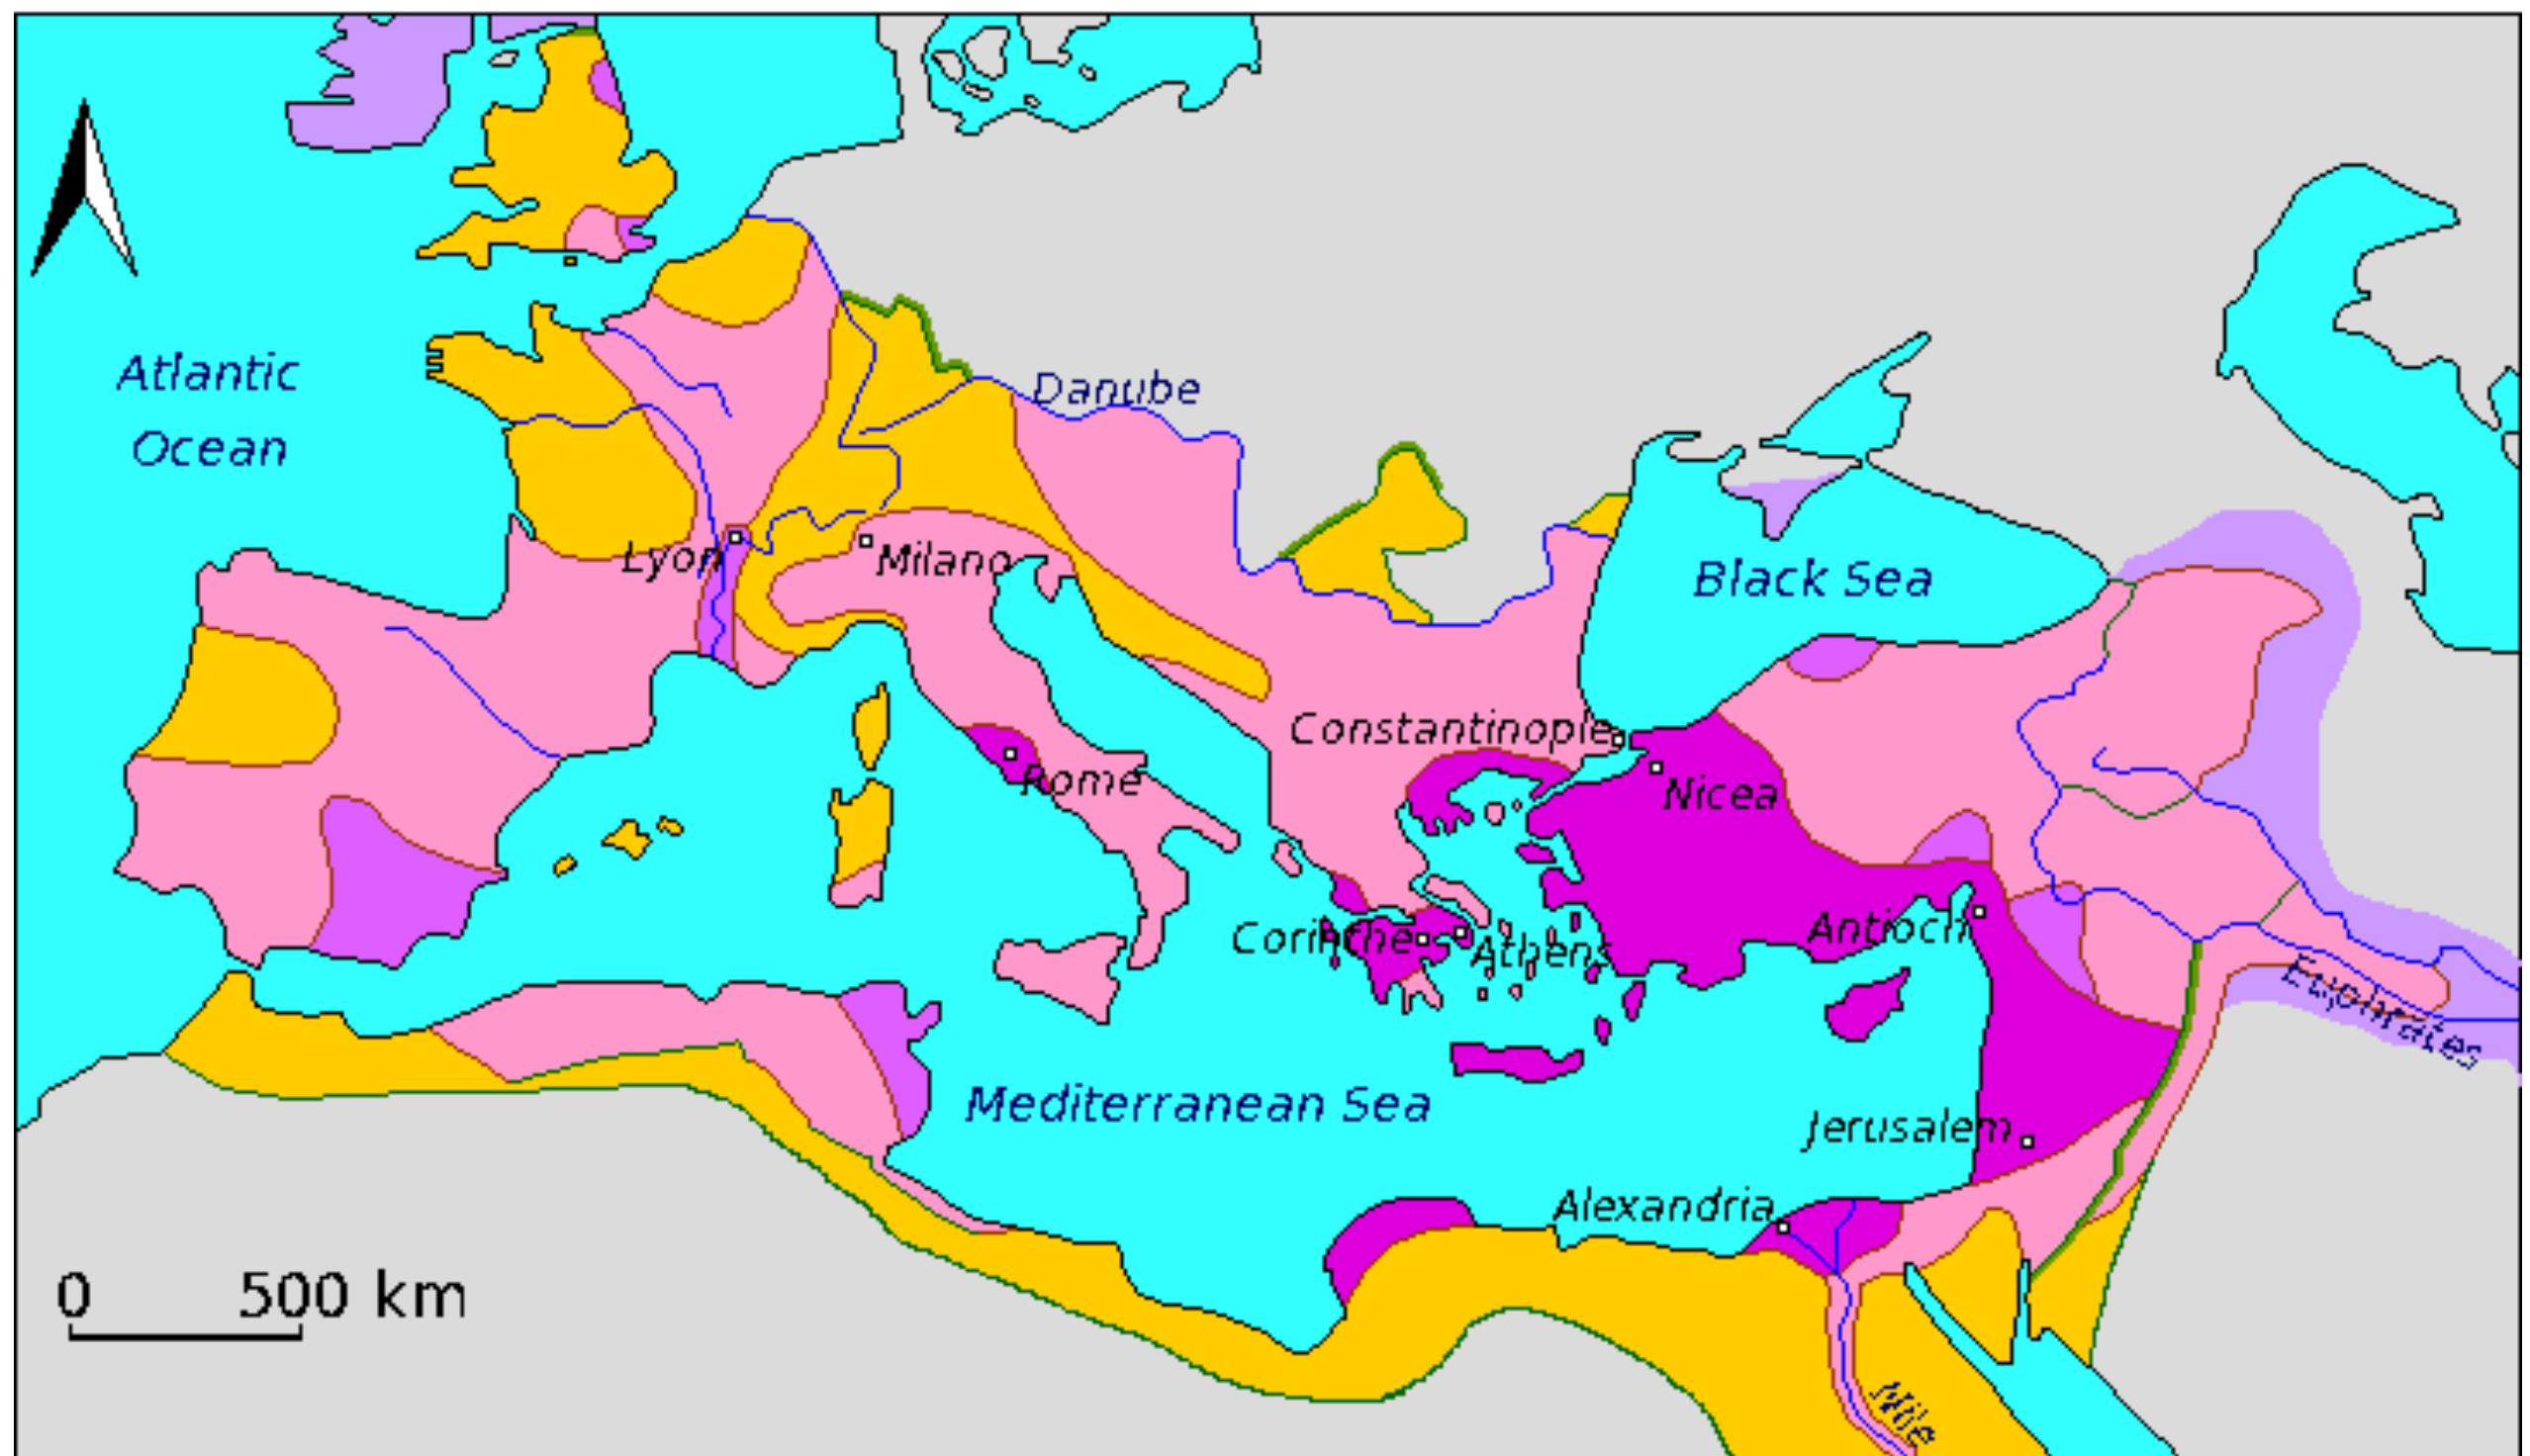 Atlantic
Ocean
Danube
Lyon
Milano
Black Sea
Constantinople
Rome
Nicea
Corinthe
Athens
Antioch
Euphrates
Mediterranean Sea
Jerusalem
Alexandria
Nile
0 500 km